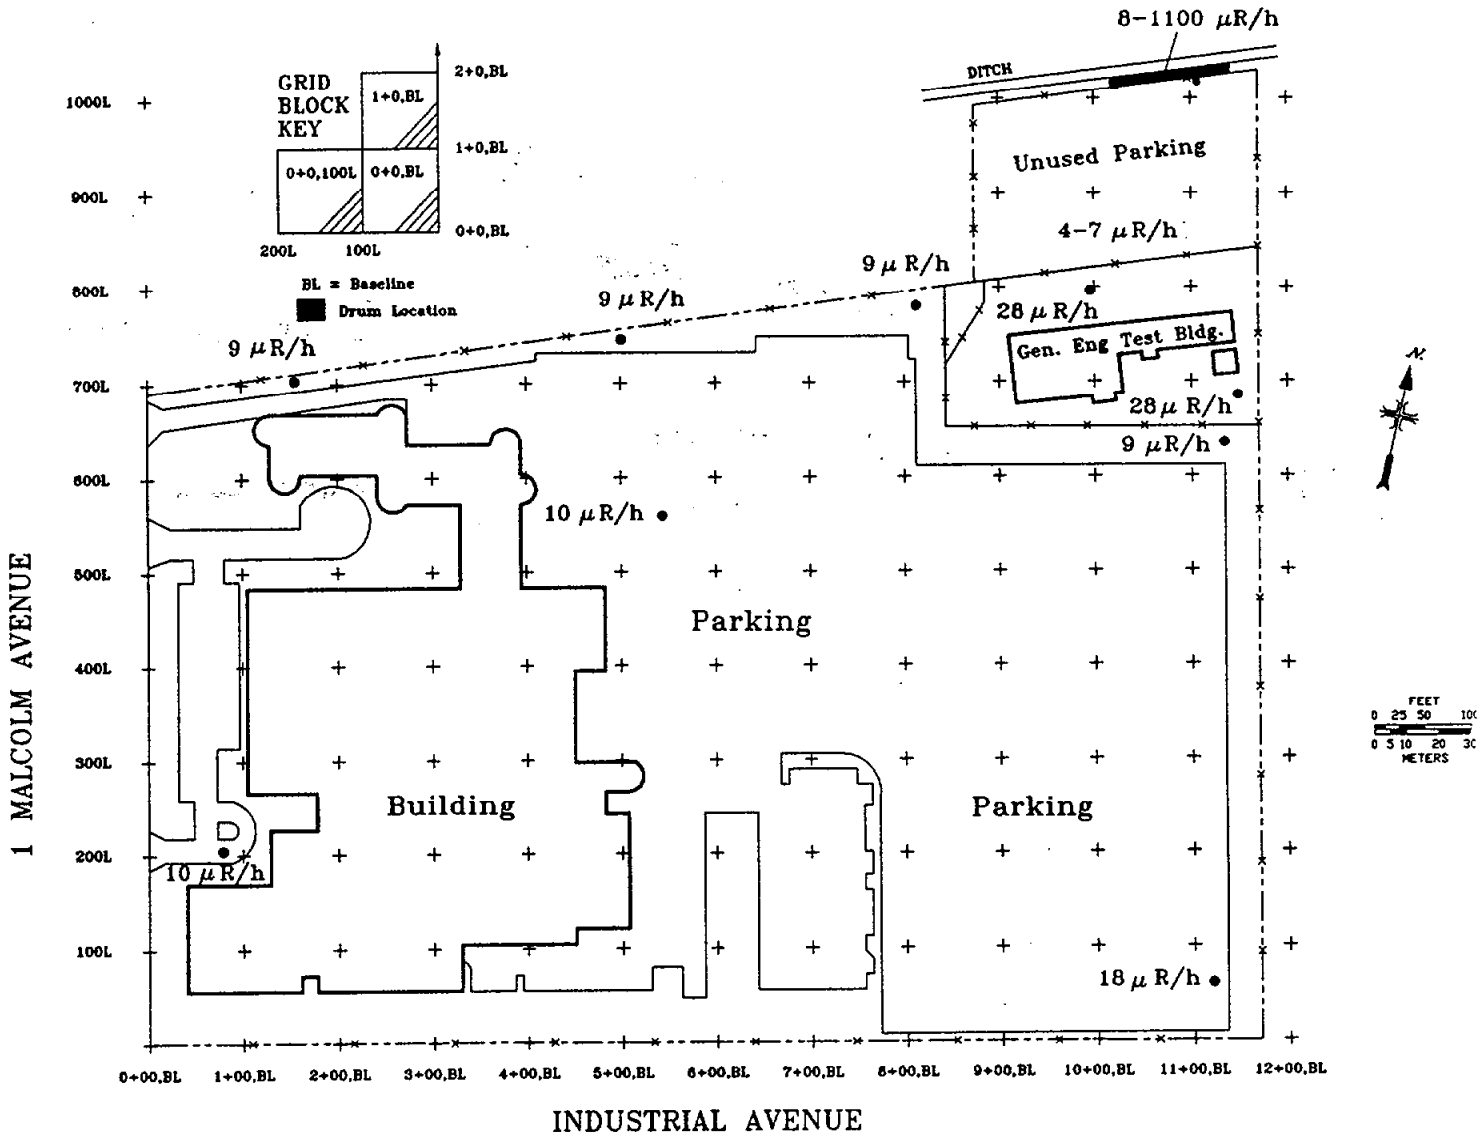 8-1100 μR/h
DITCH
GRID
BLOCK
KEY
2+0,BL
1+0,BL
1+0,BL
0+0,100L
0+0,BL
0+0,BL
200L
100L
BL = Baseline
Drum Location
1000L
900L
800L
700L
600L
500L
400L
300L
200L
100L
Unused Parking
4-7 μR/h
9 μR/h
9 μR/h
9 μR/h
28 μR/h
Gen. Eng Test Bldg.
28 μR/h
9 μR/h
10 μR/h
N
Parking
FEET
0 25 50
0 5 10 20
METERS
Building
Parking
10 μR/h
18 μR/h
1 MALCOLM AVENUE
0+00,BL
1+00,BL
2+00,BL
3+00,BL
4+00,BL
5+00,BL
6+00,BL
7+00,BL
8+00,BL
9+00,BL
10+00,BL
11+00,BL
12+00,BL
INDUSTRIAL AVENUE